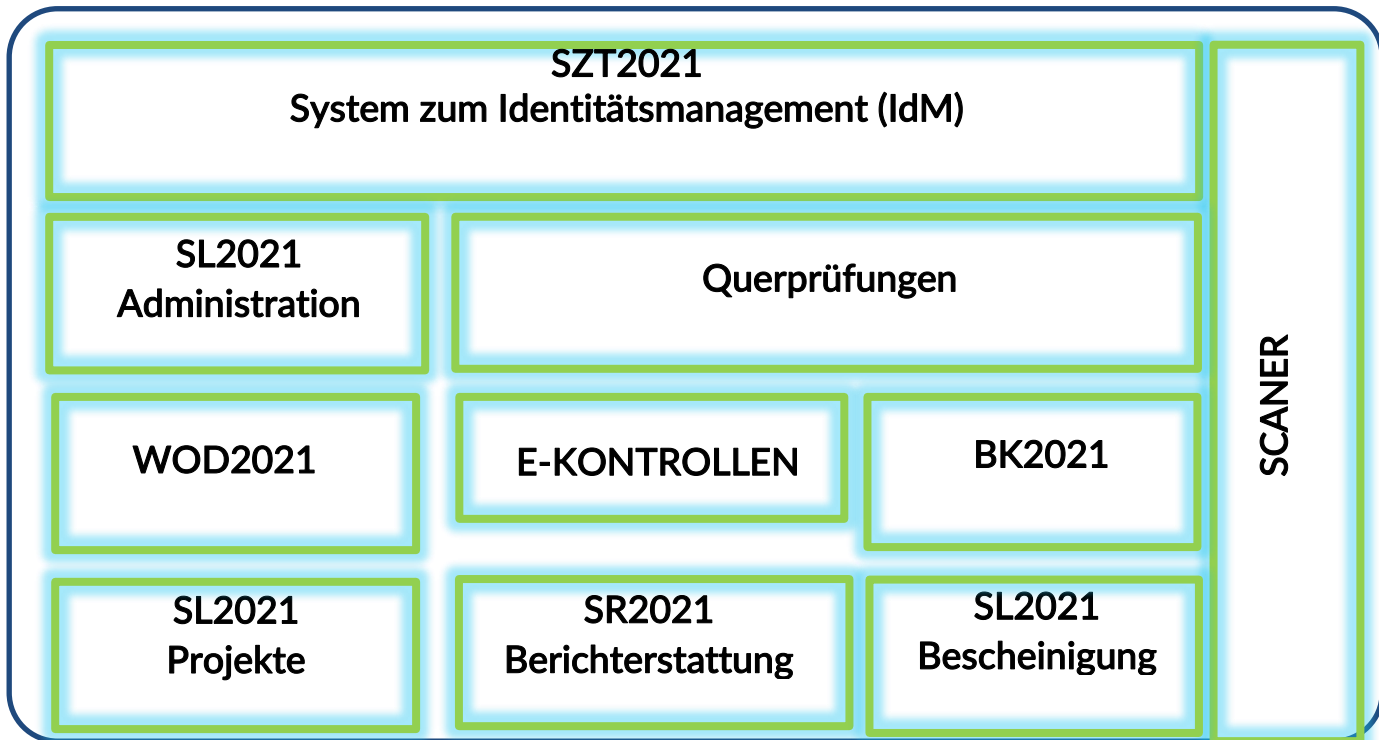 SZT2021
System zum Identitätsmanagement (IdM)
SL2021
Administration
Querprüfungen
WOD2021
E-KONTROLLEN
BK2021
SL2021
Projekte
SR2021
Berichterstattung
SL2021
Bescheinigung
SCANER